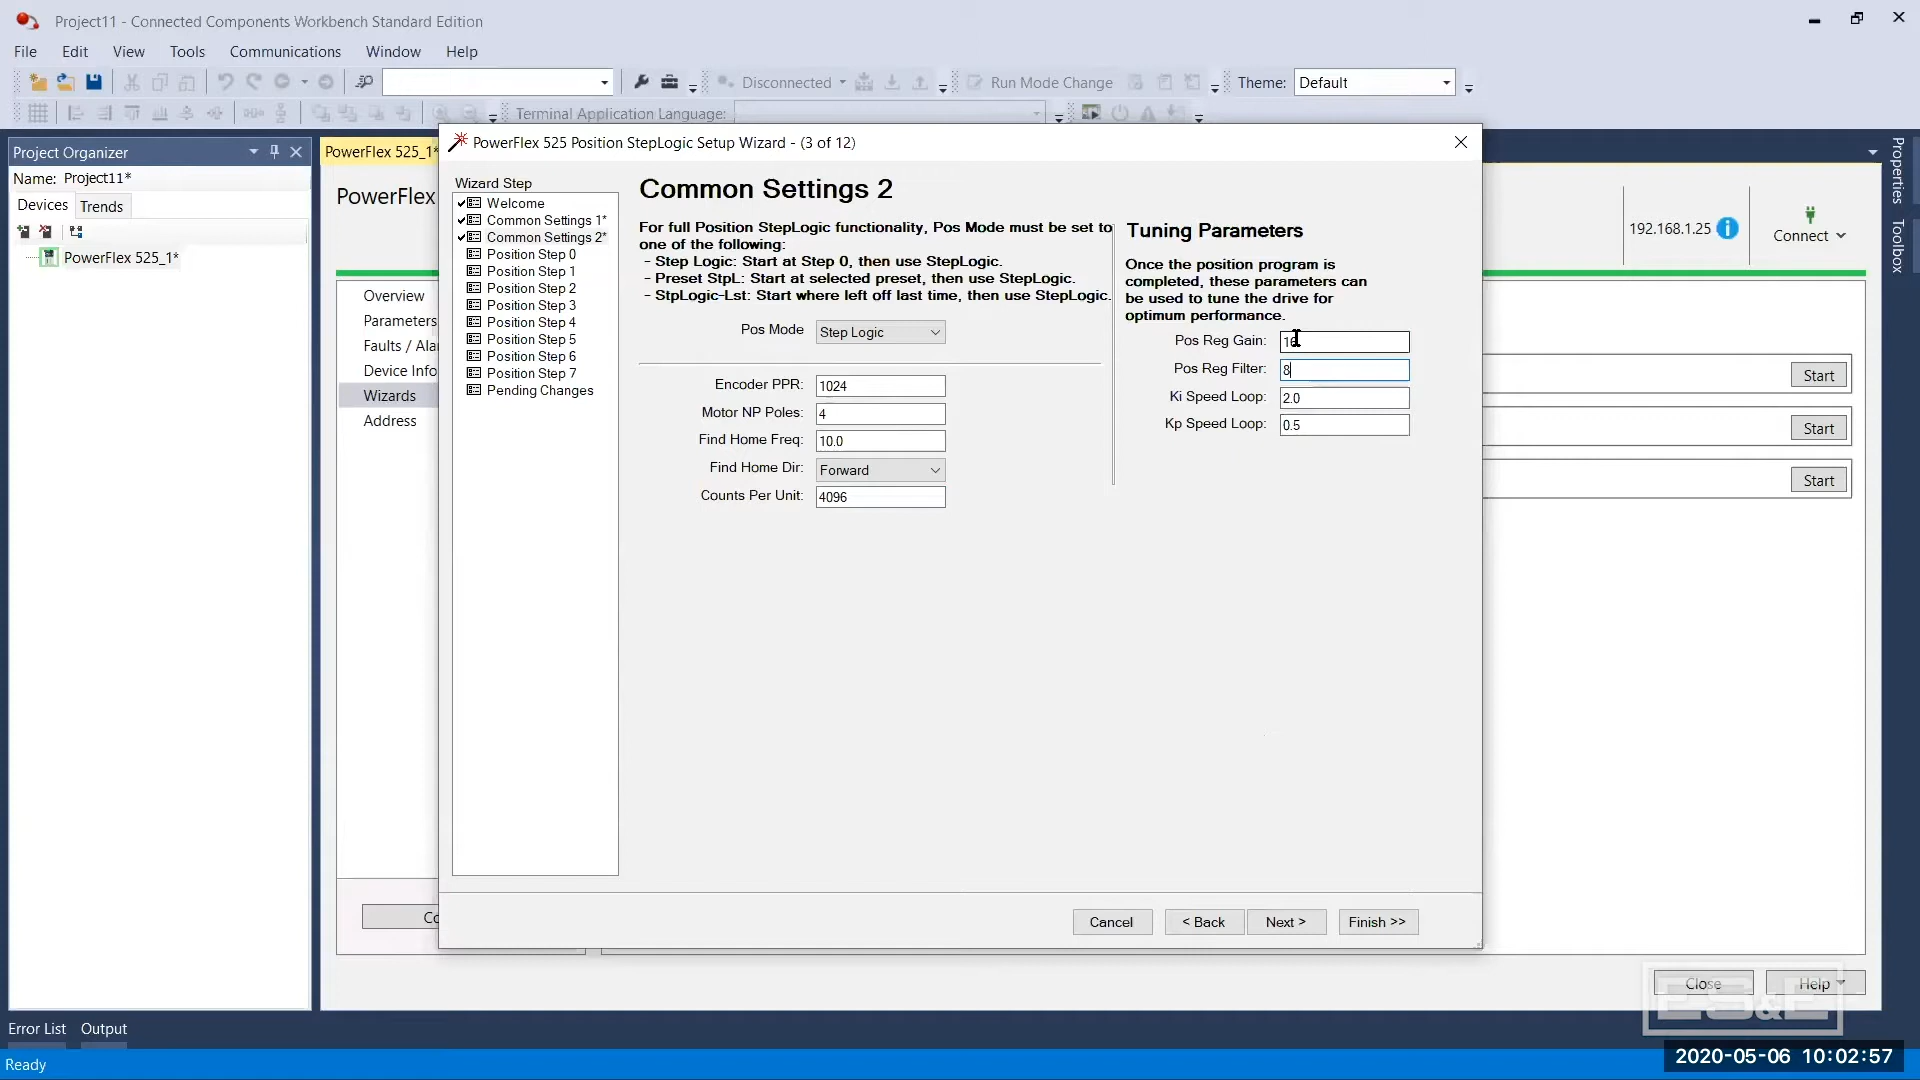 Project11 - Connected Components Workbench Standard Edition
File Edit View Tools Communications Window Help
Disconnected Run Mode Change Theme: Default
Terminal Application Language:
Project Organizer
Name: Project11*
Devices Trends
PowerFlex 525_1*
PowerFlex 525_1*
PowerFlex
Overview
Parameters
Faults / Ala
Device Info
Wizards
Address
PowerFlex 525 Position StepLogic Setup Wizard - (3 of 12)
Wizard Step
Welcome
Common Settings 1*
Common Settings 2*
Position Step 0
Position Step 1
Position Step 2
Position Step 3
Position Step 4
Position Step 5
Position Step 6
Position Step 7
Pending Changes
Common Settings 2
For full Position StepLogic functionality, Pos Mode must be set to
one of the following:
- Step Logic: Start at Step 0, then use StepLogic.
- Preset StpL: Start at selected preset, then use StepLogic.
- StpLogic-Lst: Start where left off last time, then use StepLogic.
Pos Mode Step Logic
Encoder PPR: 1024
Motor NP Poles: 4
Find Home Freq: 10.0
Find Home Dir: Forward
Counts Per Unit: 4096
Tuning Parameters
Once the position program is
completed, these parameters can
be used to tune the drive for
optimum performance.
Pos Reg Gain:
Pos Reg Filter: 8
Ki Speed Loop: 2.0
Kp Speed Loop: 0.5
Cancel < Back Next > Finish >>
192.168.1.25
Connect
Start
Start
Start
Properties
Toolbox
Close Help
ES&E
Error List Output
Ready
2020-05-06 10:02:57